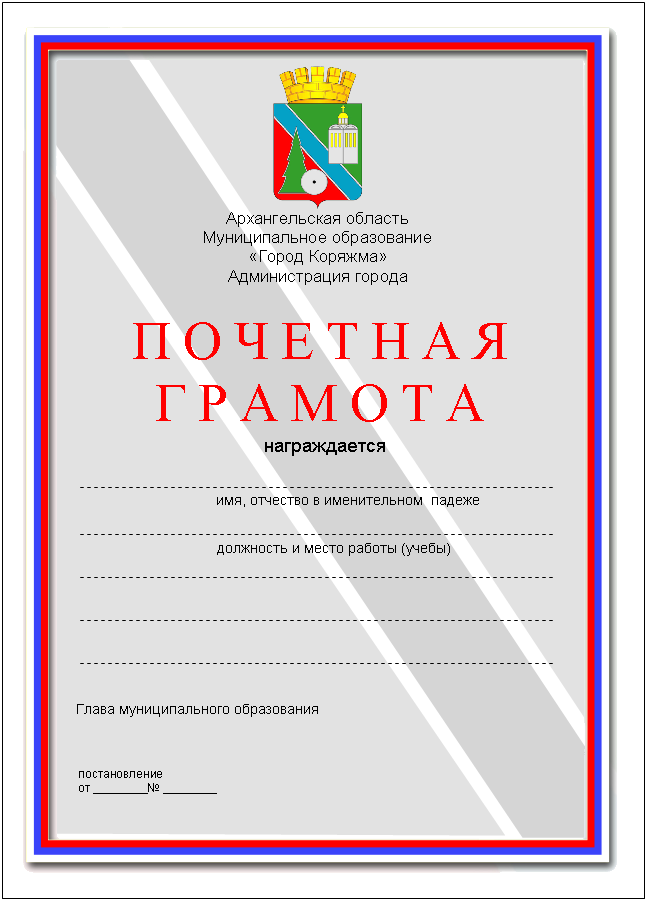 Архангельская область
Муниципальное образование
«Город Коряжма»
Администрация города
ПОЧЕТНАЯ
ГРАМОТА
награждается
имя, отчество в именительном падеже
должность и место работы (учебы)
Глава муниципального образования
постановление
от ________№ ________